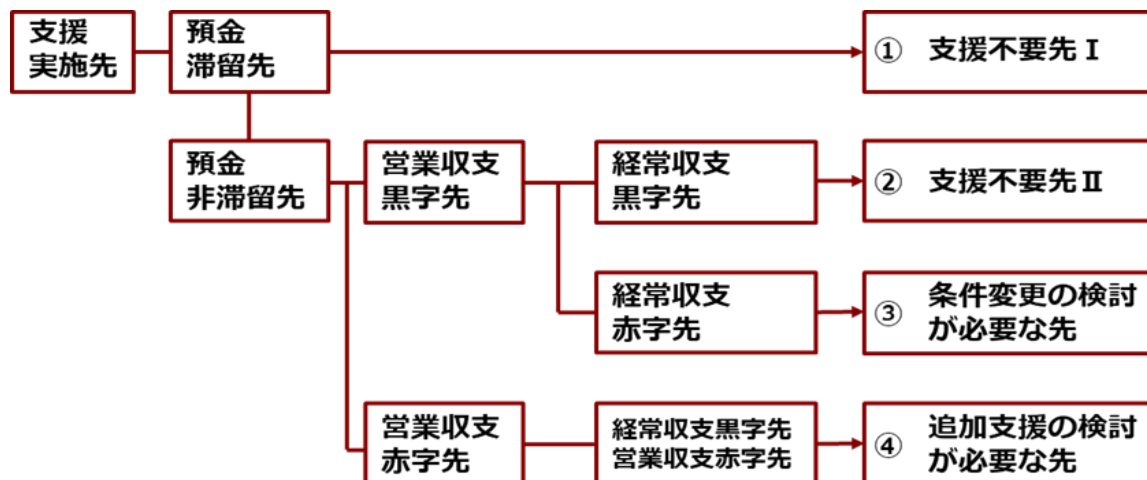 支援
実施先
預金
滞留先
① 支援不要先Ⅰ
預金
非滞留先
営業収支
黒字先
経常収支
黒字先
② 支援不要先Ⅱ
経常収支
赤字先
③ 条件変更の検討
が必要な先
営業収支
赤字先
経常収支黒字先
営業収支赤字先
④ 追加支援の検討
が必要な先